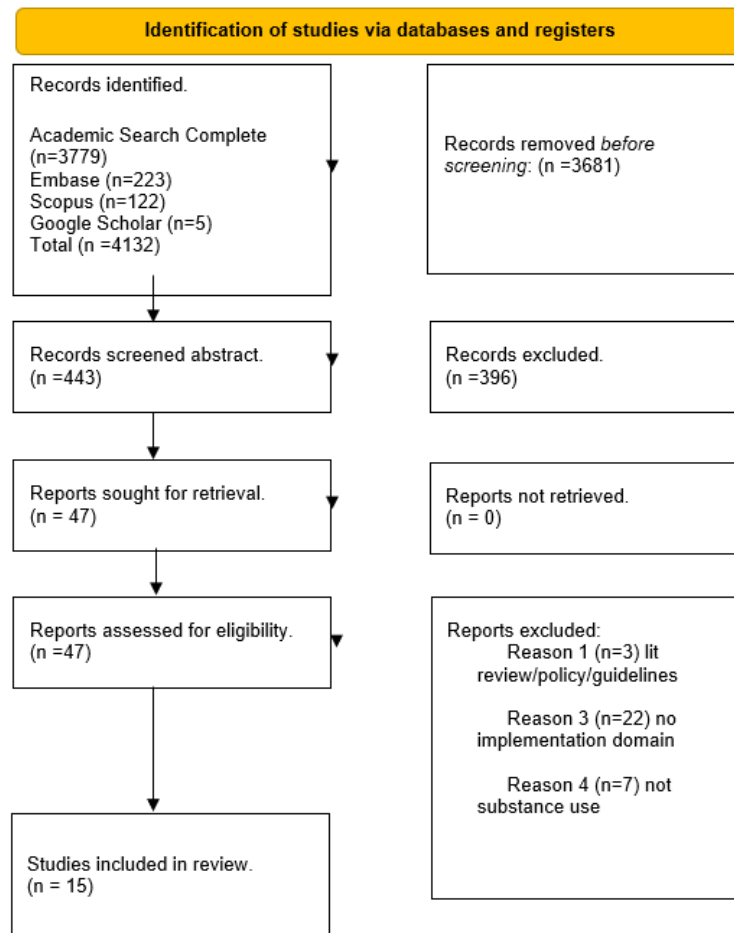 Identification of studies via databases and registers
Records identified.
Academic Search Complete
(n=3779)
Embase (n=223)
Scopus (n=122)
Google Scholar (n=5)
Total (n =4132)
Records removed before
screening: (n =3681)
Records screened abstract.
(n =443)
Records excluded.
(n =396)
Reports sought for retrieval.
(n = 47)
Reports not retrieved.
(n = 0)
Reports assessed for eligibility.
(n =47)
Reports excluded:
Reason 1 (n=3) lit
review/policy/guidelines
Reason 3 (n=22) no
implementation domain
Reason 4 (n=7) not
substance use
Studies included in review.
(n = 15)